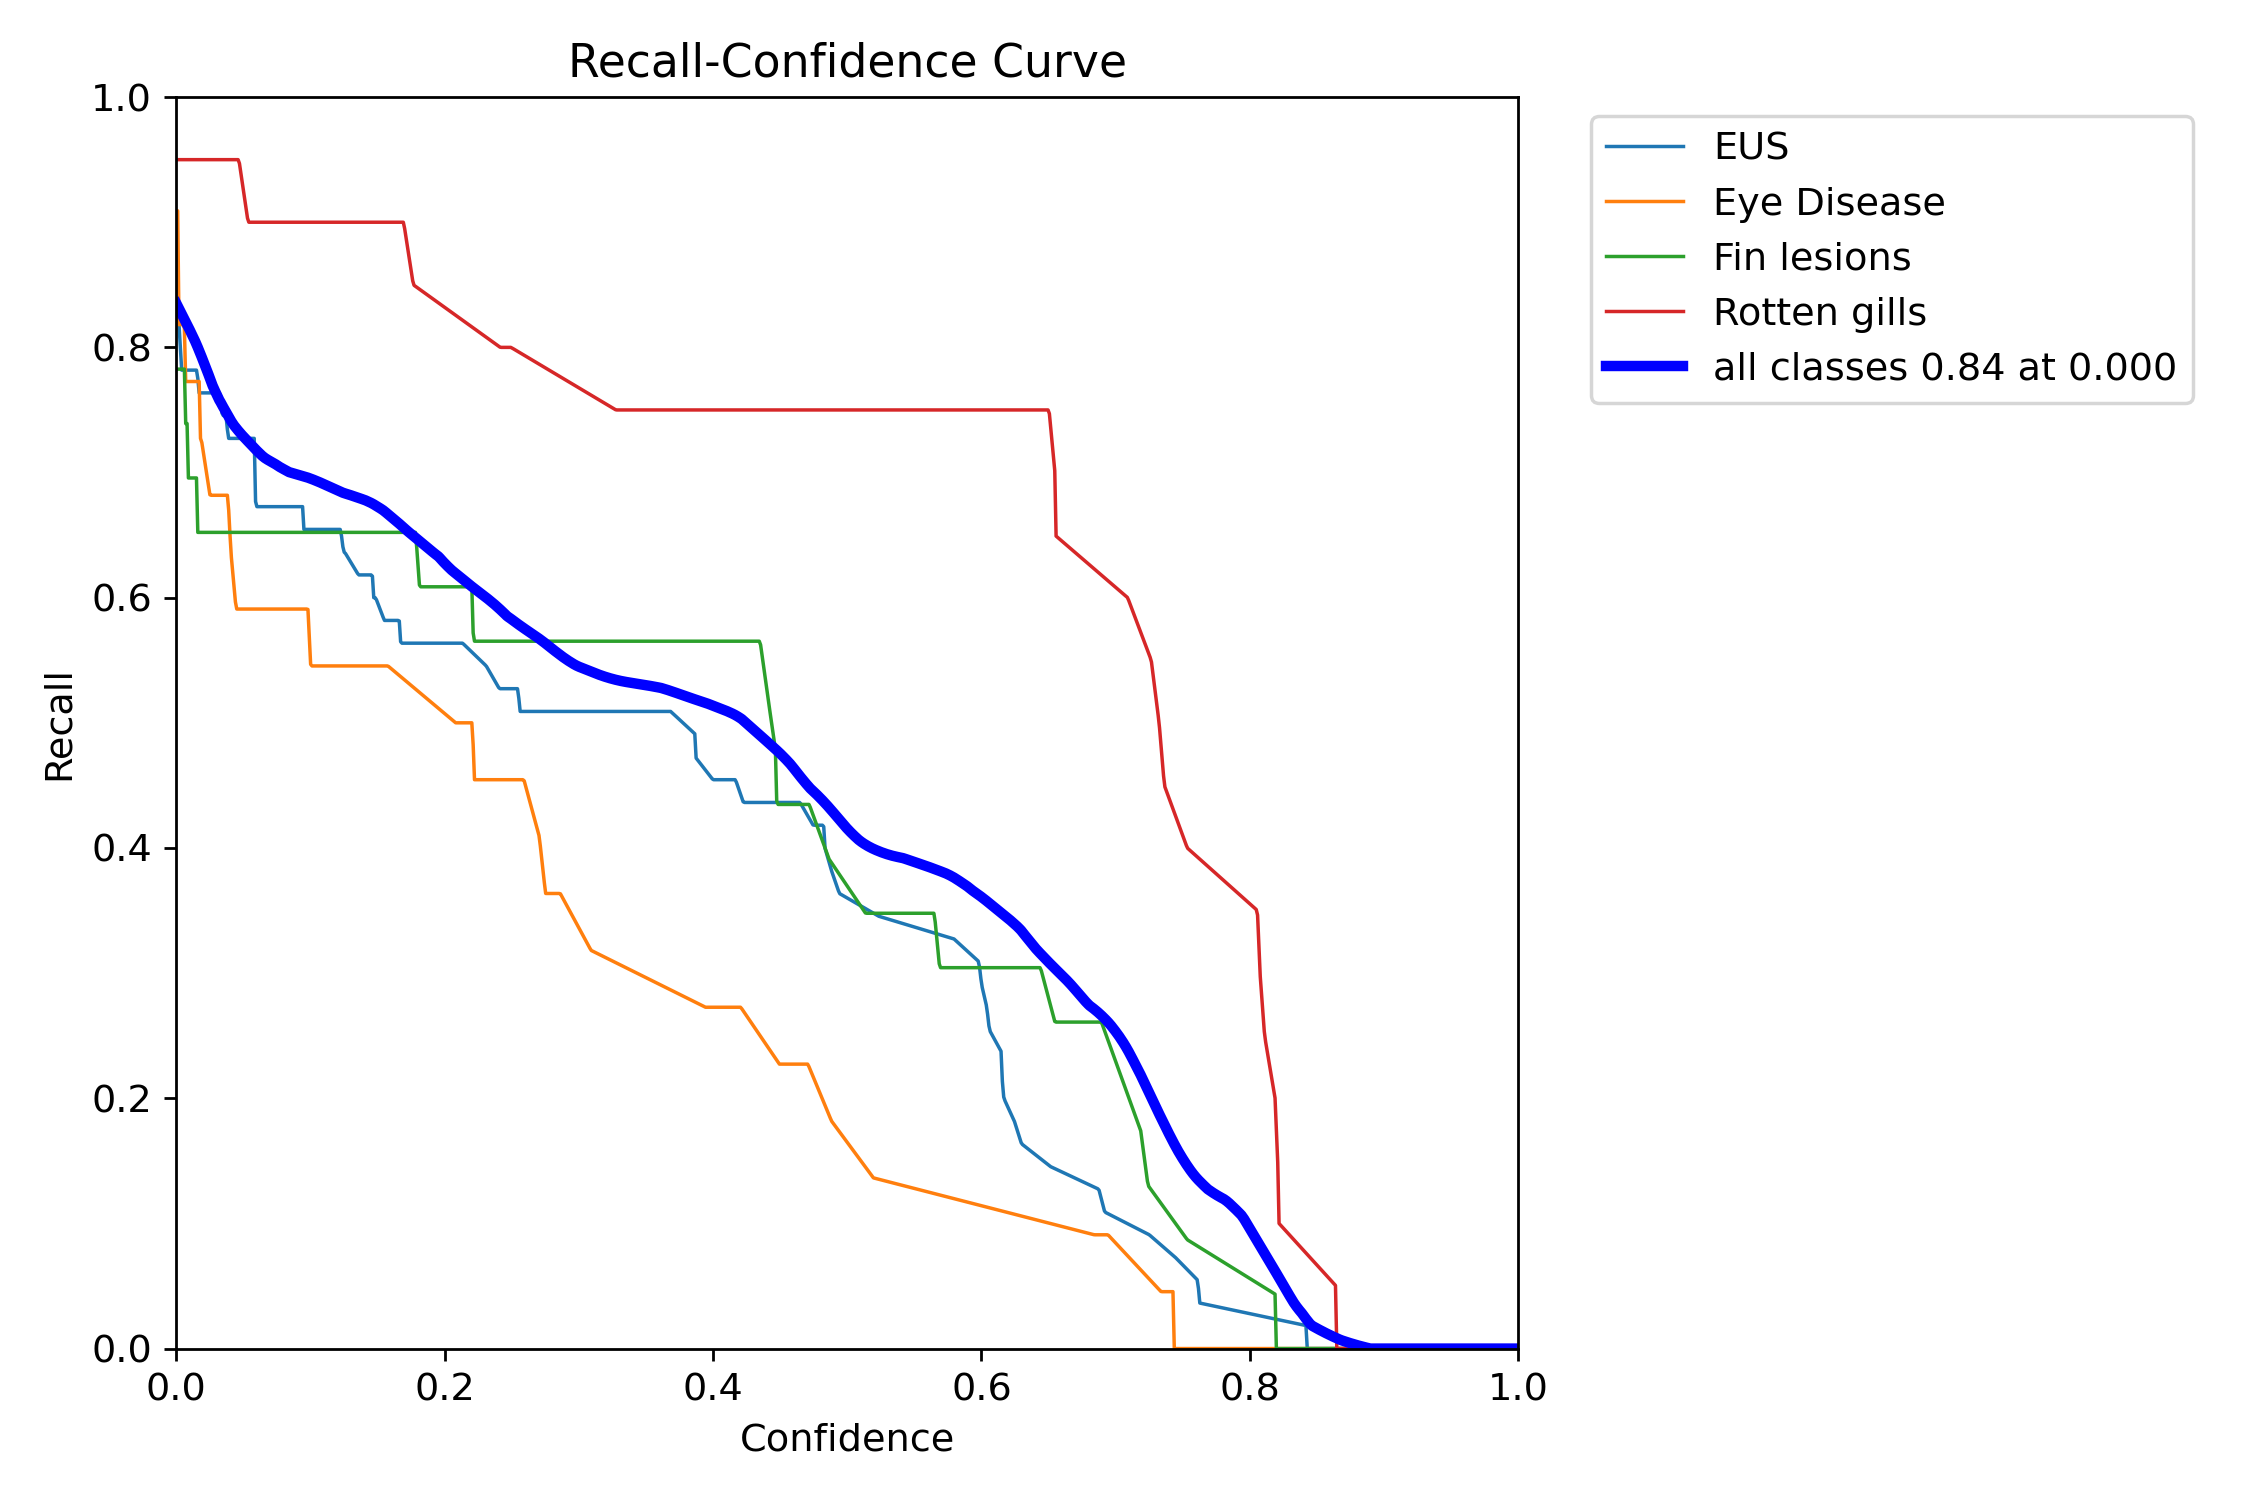 Recall-Confidence Curve
1.0
0.8
0.6
0.4
0.2
0.0
Recall
0.0 0.2 0.4 0.6 0.8 1.0
Confidence
EUS
Eye Disease
Fin lesions
Rotten gills
all classes 0.84 at 0.000